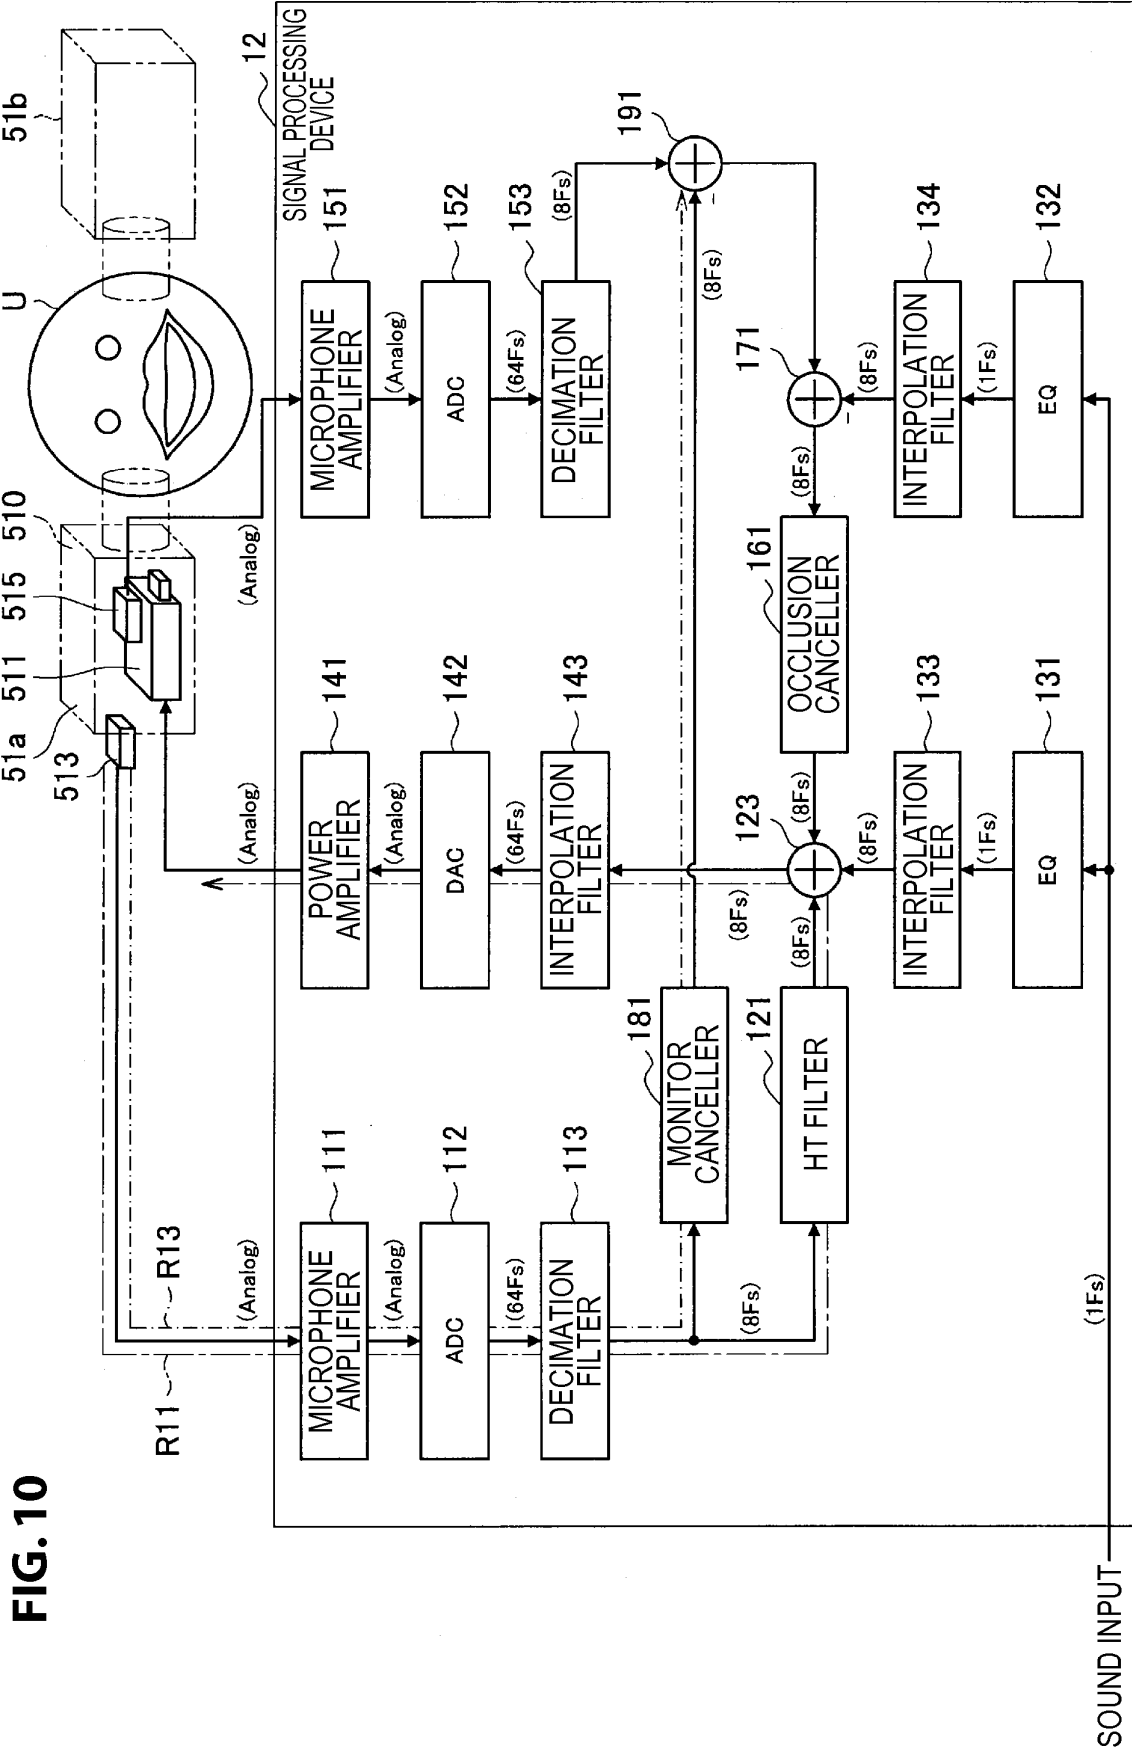 FIG. 10
SOUND INPUT
(1Fs)
R11
R13
51a
513
511
515
510
U
51b
12
SIGNAL PROCESSING
DEVICE
(Analog)
(Analog)
(Analog)
MICROPHONE
AMPLIFIER
111
POWER
AMPLIFIER
141
MICROPHONE
AMPLIFIER
151
(Analog)
(Analog)
(Analog)
ADC
112
DAC
142
ADC
152
(64Fs)
(64Fs)
(64Fs)
DECIMATION
FILTER
113
INTERPOLATION
FILTER
143
DECIMATION
FILTER
153
(8Fs)
191
-
(8Fs)
MONITOR
CANCELLER
181
(8Fs)
HT FILTER
121
(8Fs)
(8Fs)
123
(8Fs)
OCCLUSION
CANCELLER
161
(8Fs)
171
-
(8Fs)
(8Fs)
INTERPOLATION
FILTER
133
INTERPOLATION
FILTER
134
(1Fs)
(1Fs)
EQ
131
EQ
132